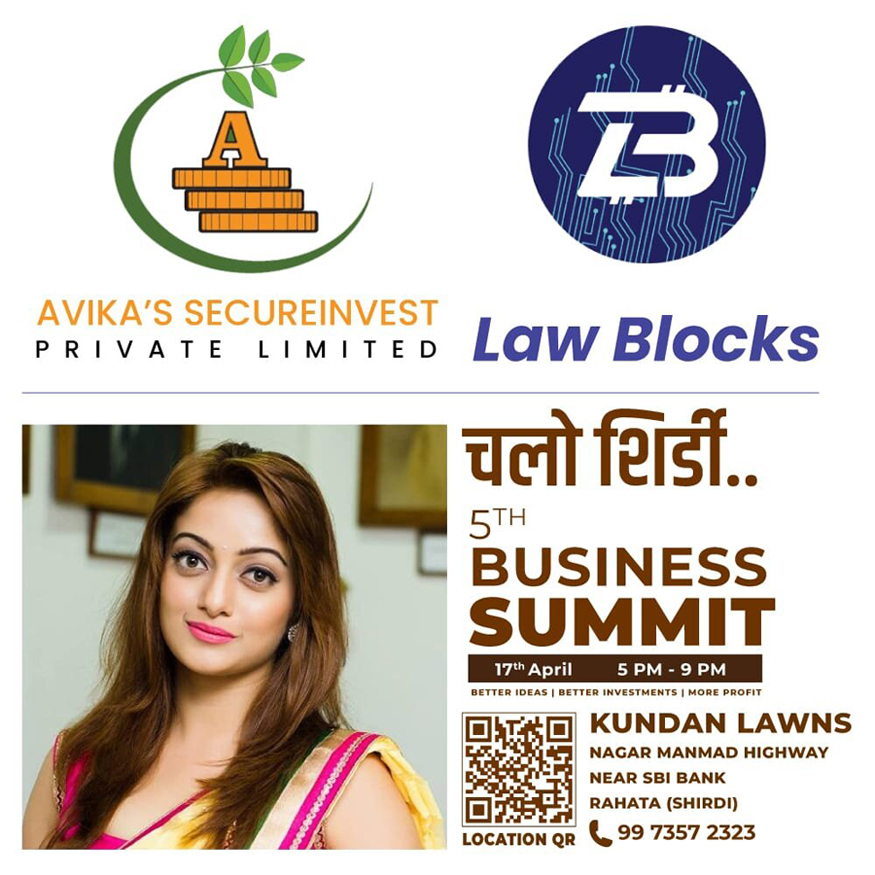 A
AVIKA'S SECUREINVEST
PRIVATE LIMITED
LB
Law Blocks
चलो शिर्डी..
5TH
BUSINESS
SUMMIT
17th April 5 PM - 9 PM
BETTER IDEAS | BETTER INVESTMENTS | MORE PROFIT
KUNDAN LAWNS
NAGAR MANMAD HIGHWAY
NEAR SBI BANK
RAHATA (SHIRDI)
99 7357 2323
LOCATION QR